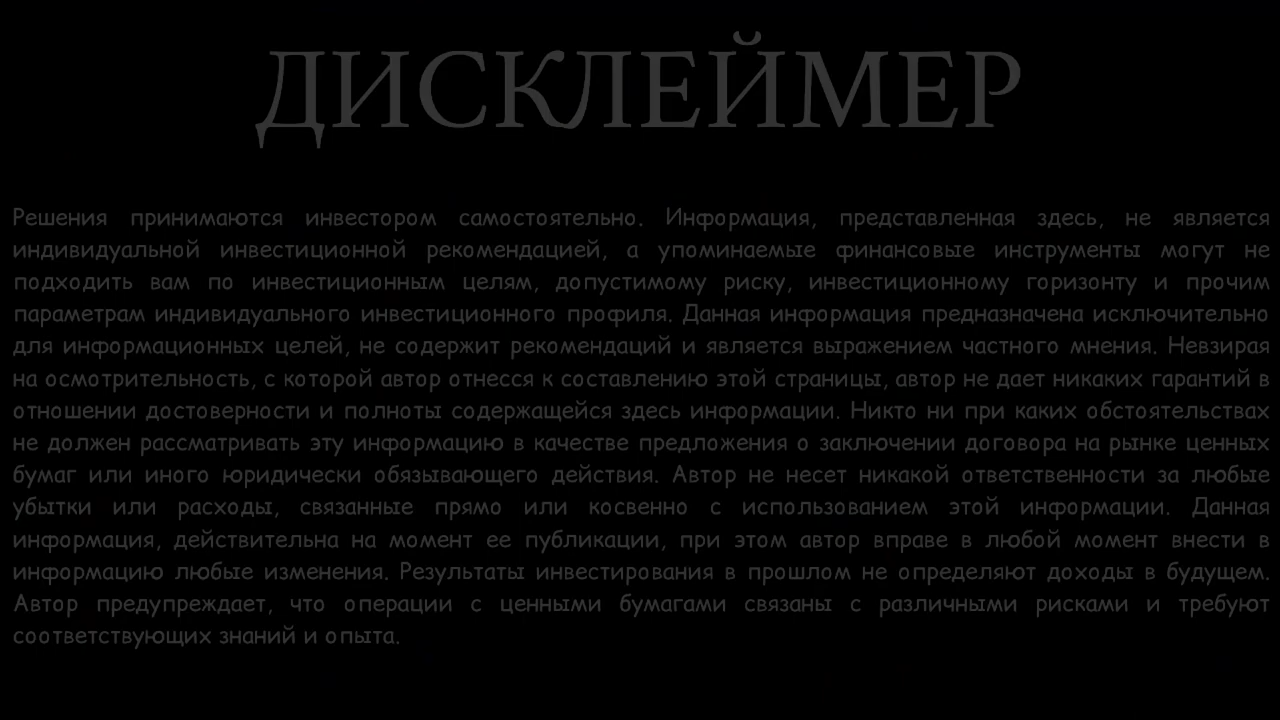 ДИСКЛЕЙМЕР
Решения принимаются инвестором самостоятельно. Информация, представленная здесь, не является
индивидуальной инвестиционной рекомендацией, а упоминаемые финансовые инструменты могут не
подходить вам по инвестиционным целям, допустимому риску, инвестиционному горизонту и прочим
параметрам индивидуального инвестиционного профиля. Данная информация предназначена исключительно
для информационных целей, не содержит рекомендаций и является выражением частного мнения. Невзирая
на осмотрительность, с которой автор отнесся к составлению этой страницы, автор не дает никаких гарантий в
отношении достоверности и полноты содержащейся здесь информации. Никто ни при каких обстоятельствах
не должен рассматривать эту информацию в качестве предложения о заключении договора на рынке ценных
бумаг или иного юридически обязывающего действия. Автор не несет никакой ответственности за любые
убытки или расходы, связанные прямо или косвенно с использованием этой информации. Данная
информация, действительна на момент ее публикации, при этом автор вправе в любой момент внести в
информацию любые изменения. Результаты инвестирования в прошлом не определяют доходы в будущем.
Автор предупреждает, что операции с ценными бумагами связаны с различными рисками и требуют
соответствующих знаний и опыта.